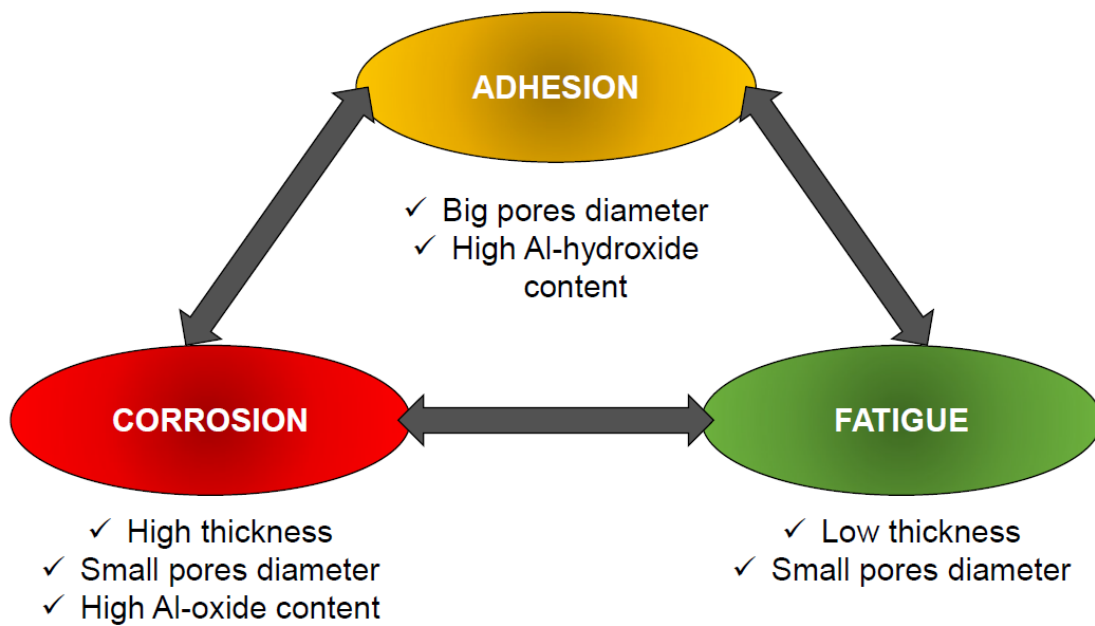 ADHESION
✓ Big pores diameter
✓ High Al-hydroxide
content
CORROSION
FATIGUE
✓ High thickness
✓ Small pores diameter
✓ High Al-oxide content
✓ Low thickness
✓ Small pores diameter